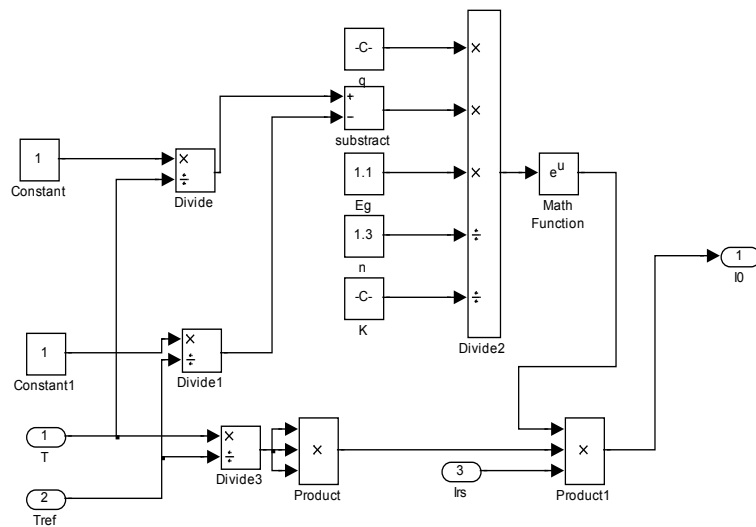 -C-
×
q
+
−
×
substract
1
Constant
×
÷
Divide
1.1
×
Eg
e^u
Math
Function
1.3
÷
n
-C-
÷
K
Divide2
1
I0
1
Constant1
×
÷
Divide1
1
T
×
÷
Divide3
×
Product
×
Product1
3
Irs
2
Tref